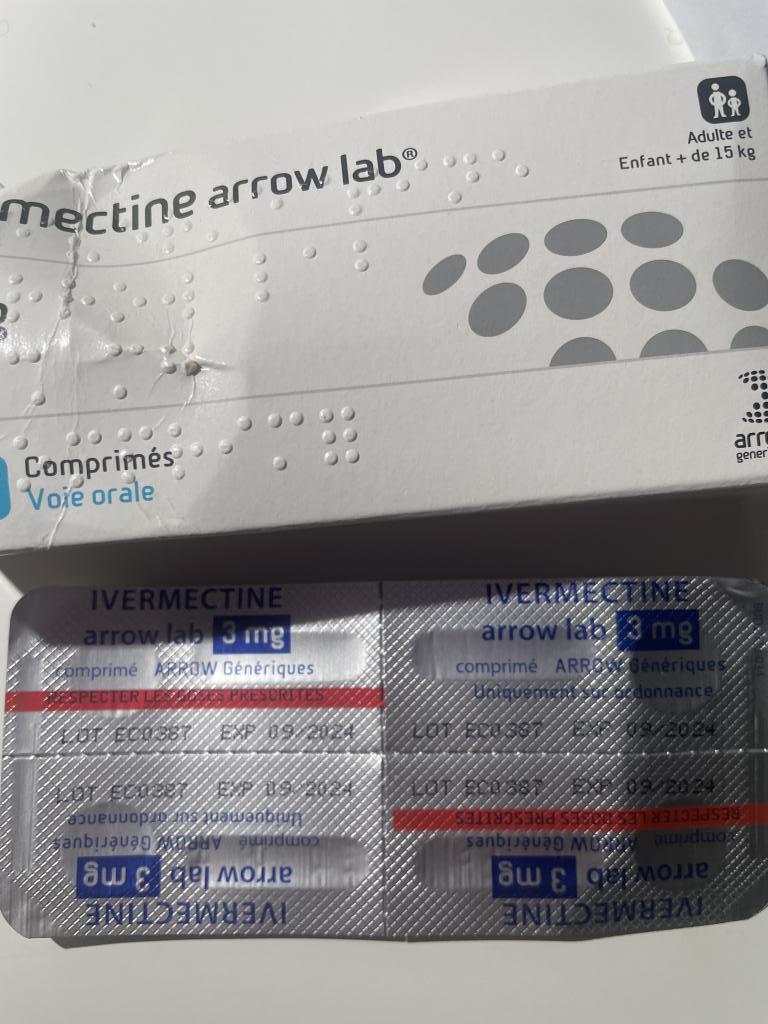 Adulte et
Enfant + de 15 kg
mectine arrow lab®
Comprimés
Voie orale
arro
gener
IVERMECTINE
arrow lab 3 mg
comprimé ARROW Génériques
RESPECTER LES DOSES PRESCRITES
LOT EC0387 EXP 09/2024
IVERMECTINE
arrow lab 3 mg
comprimé ARROW Génériques
Uniquement sur ordonnance
LOT EC0387 EXP 09/2024
LOT EC0387 EXP 09/2024
Uniquement sur ordonnance
comprimé ARROW Génériques
arrow lab 3 mg
IVERMECTINE
LOT EC0387 EXP 09/2024
RESPECTER LES DOSES PRESCRITES
comprimé ARROW Génériques
arrow lab 3 mg
IVERMECTINE